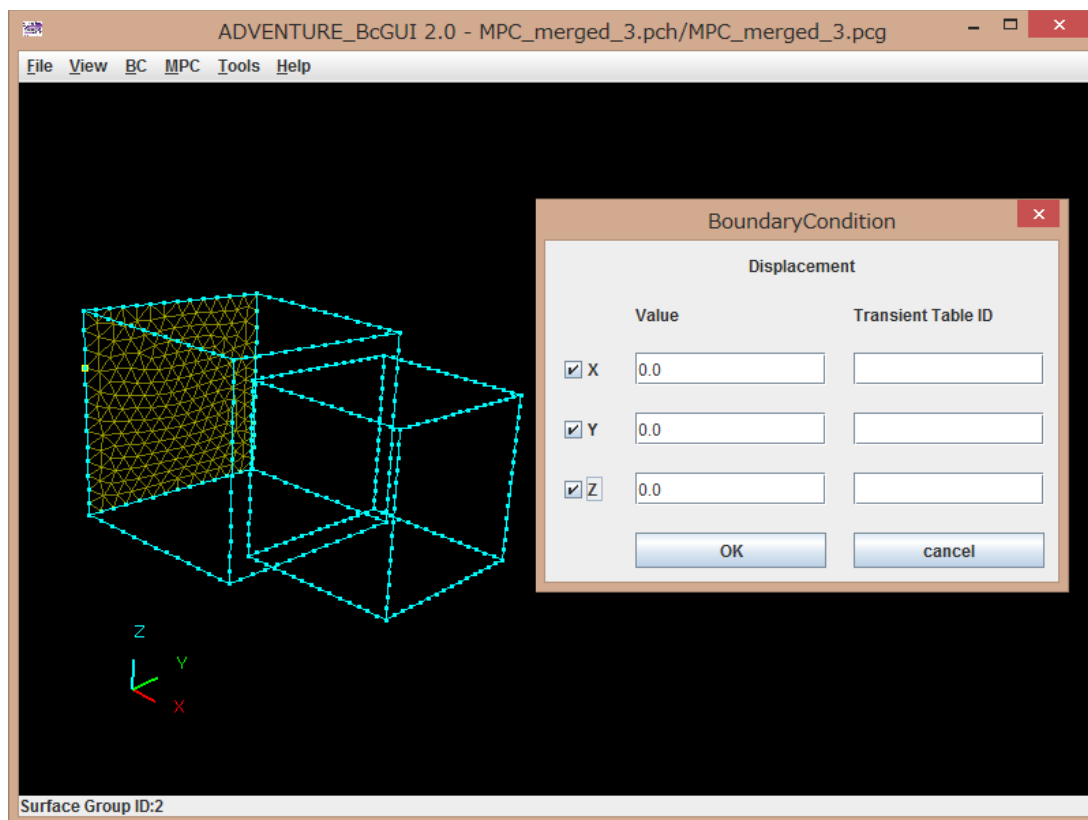 ADVENTURE_BcGUI 2.0 - MPC_merged_3.pch/MPC_merged_3.pcg
File View BC MPC Tools Help
BoundaryCondition
Displacement
Value Transient Table ID
X 0.0
Y 0.0
Z 0.0
OK cancel
Z
Y
X
Surface Group ID:2